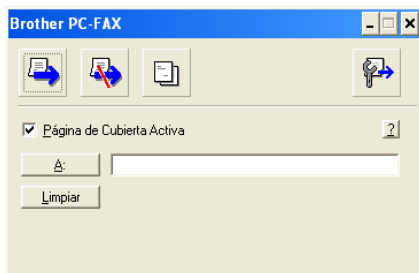 Brother PC-FAX
Página de Cubierta Activa
?
A:
Limpiar